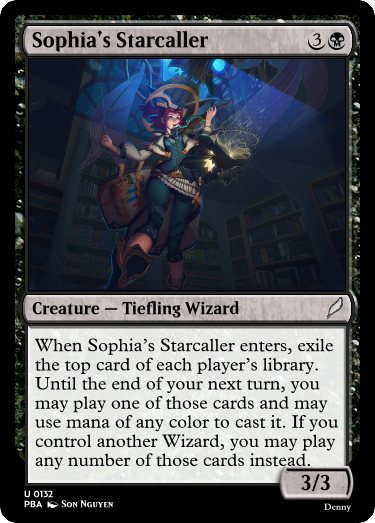 Sophia's Starcaller 3
Creature — Tiefling Wizard
When Sophia's Starcaller enters, exile
the top card of each player's library.
Until the end of your next turn, you
may play one of those cards and may
use mana of any color to cast it. If you
control another Wizard, you may play
any number of those cards instead.
3/3
U 0132
PBA Son Nguyen
Denny